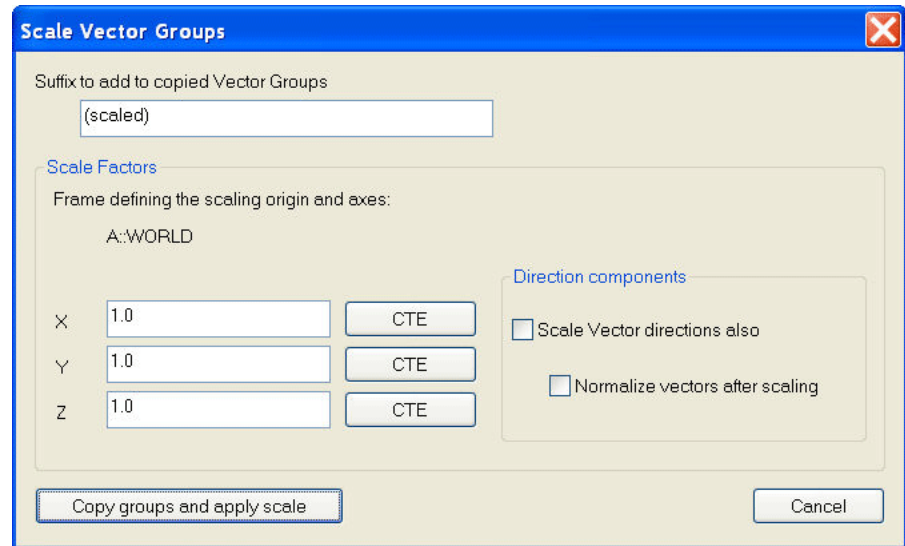 Scale Vector Groups
Suffix to add to copied Vector Groups
(scaled)
Scale Factors
Frame defining the scaling origin and axes:
A::WORLD
Direction components
X 1.0 CTE
Scale Vector directions also
Y 1.0 CTE
Normalize vectors after scaling
Z 1.0 CTE
Copy groups and apply scale Cancel